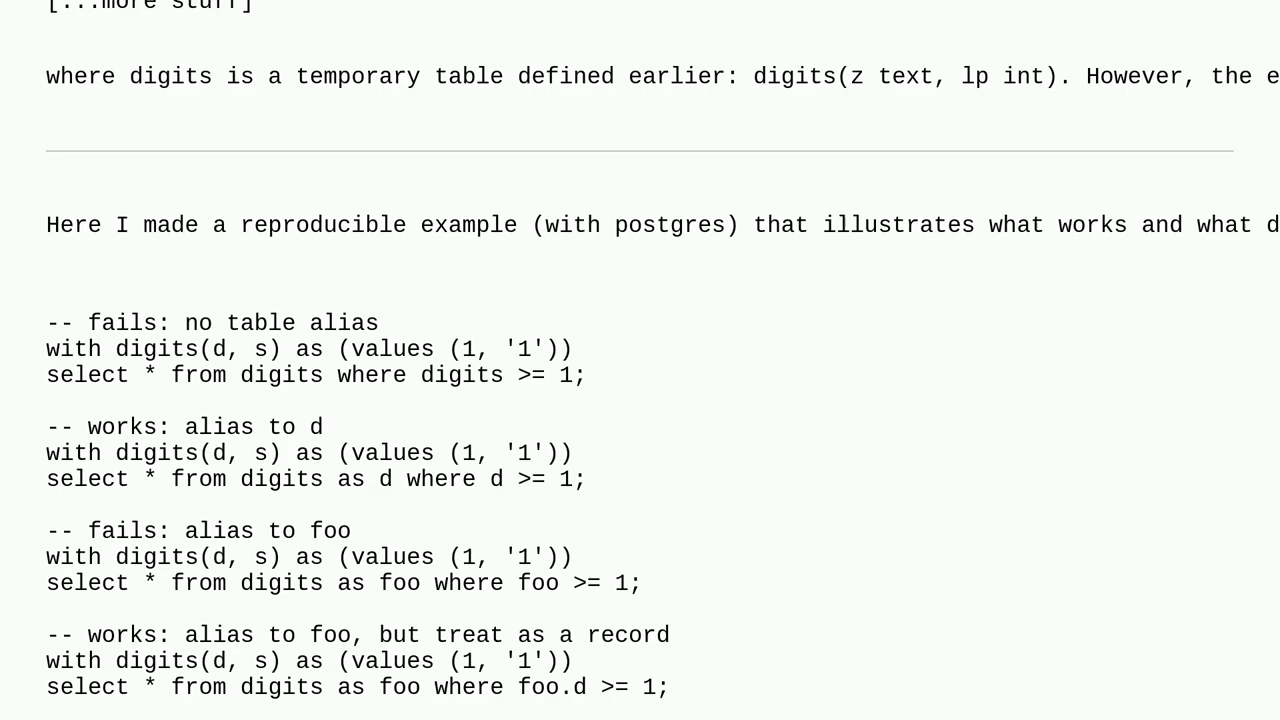 [...more stuff]
where digits is a temporary table defined earlier: digits(z text, lp int). However, the
Here I made a reproducible example (with postgres) that illustrates what works and what
-- fails: no table alias
with digits(d, s) as (values (1, '1'))
select * from digits where digits >= 1;
-- works: alias to d
with digits(d, s) as (values (1, '1'))
select * from digits as d where d >= 1;
-- fails: alias to foo
with digits(d, s) as (values (1, '1'))
select * from digits as foo where foo >= 1;
-- works: alias to foo, but treat as a record
with digits(d, s) as (values (1, '1'))
select * from digits as foo where foo.d >= 1;